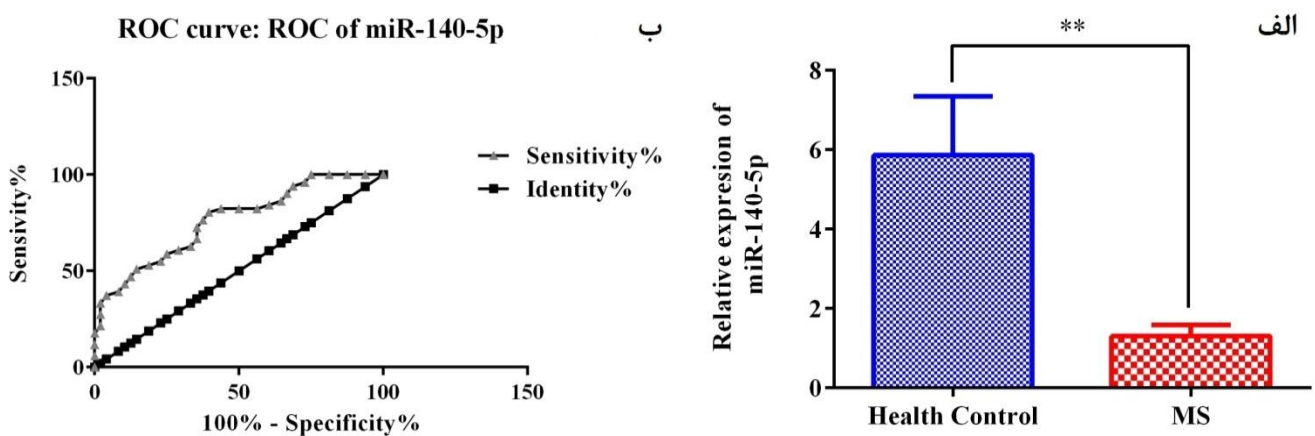 ROC curve: ROC of miR-140-5p
ب
150
100
50
0
Sensivity%
0
50
100
150
100% - Specificity%
Sensitivity%
Identity%
الف
**
8
6
4
2
0
Relative expresion of
miR-140-5p
Health Control
MS